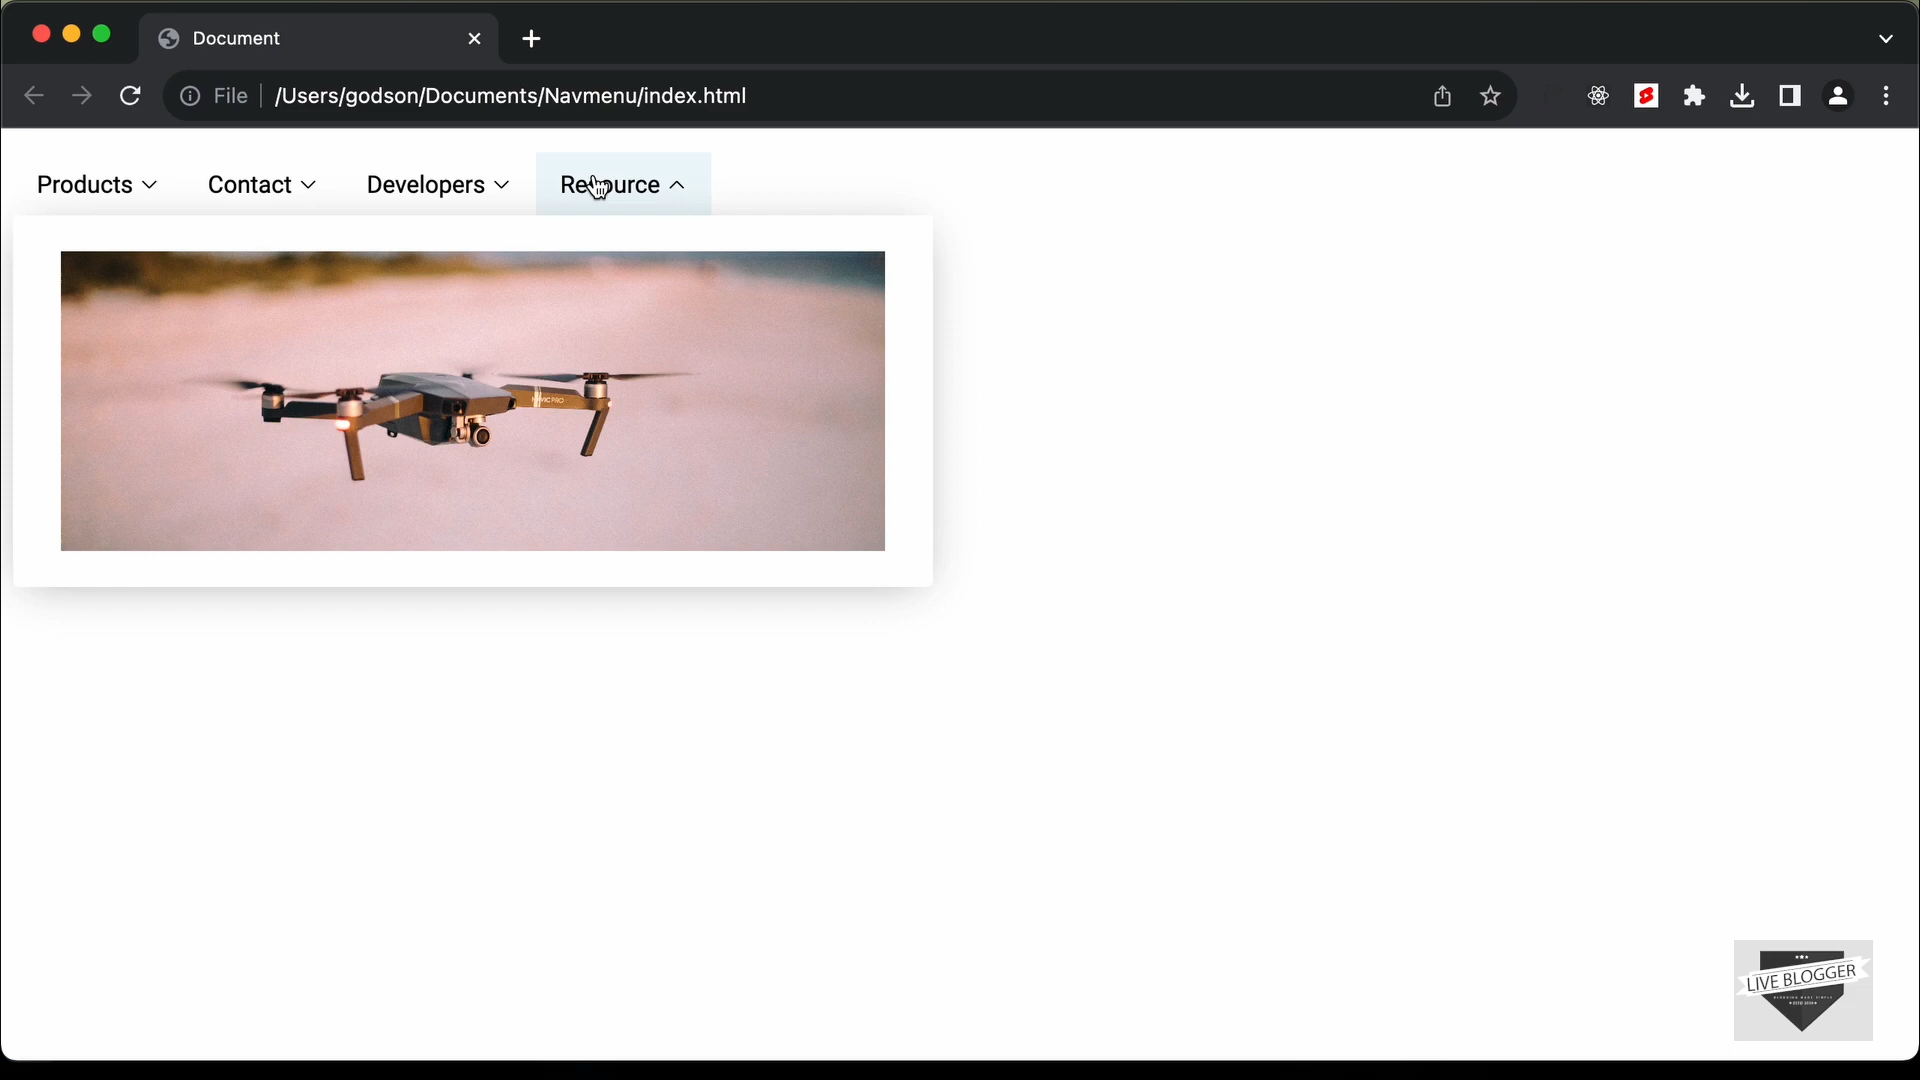 Document
File /Users/godson/Documents/Navmenu/index.html
Products Contact Developers Resource
LIVE BLOGGER